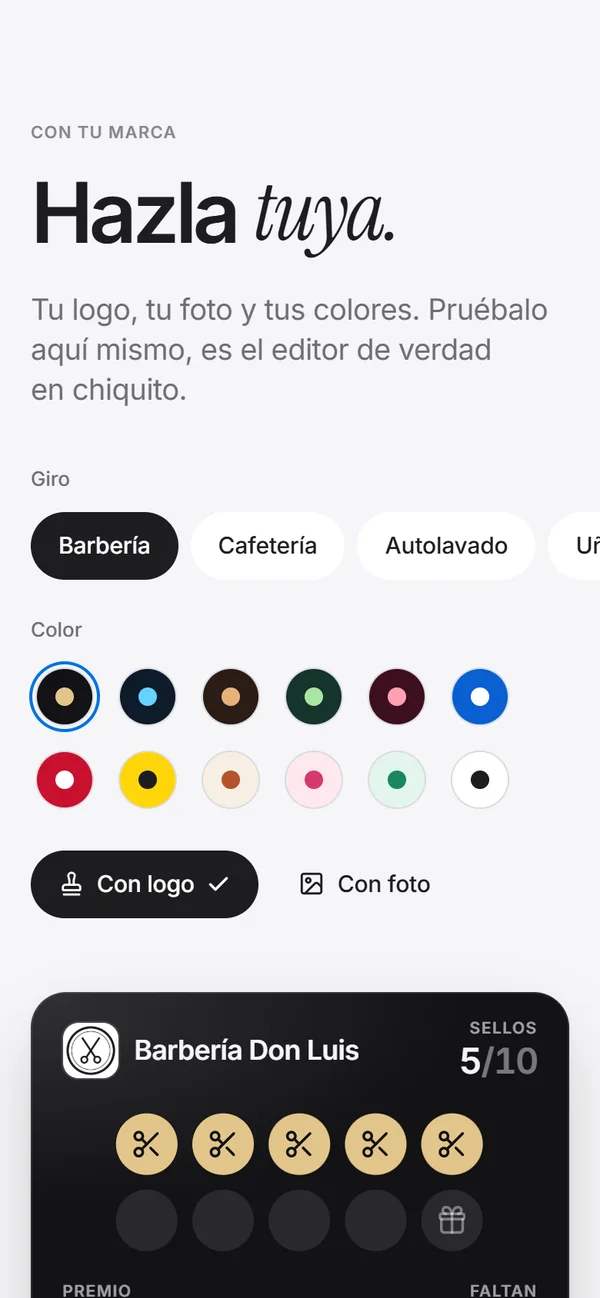 CON TU MARCA
Hazla tuya.
Tu logo, tu foto y tus colores. Pruébalo
aquí mismo, es el editor de verdad
en chiquito.
Giro
Barbería
Cafetería
Autolavado
Color
Con logo
Con foto
Barbería Don Luis
SELLOS
5/10
PREMIO
FALTAN